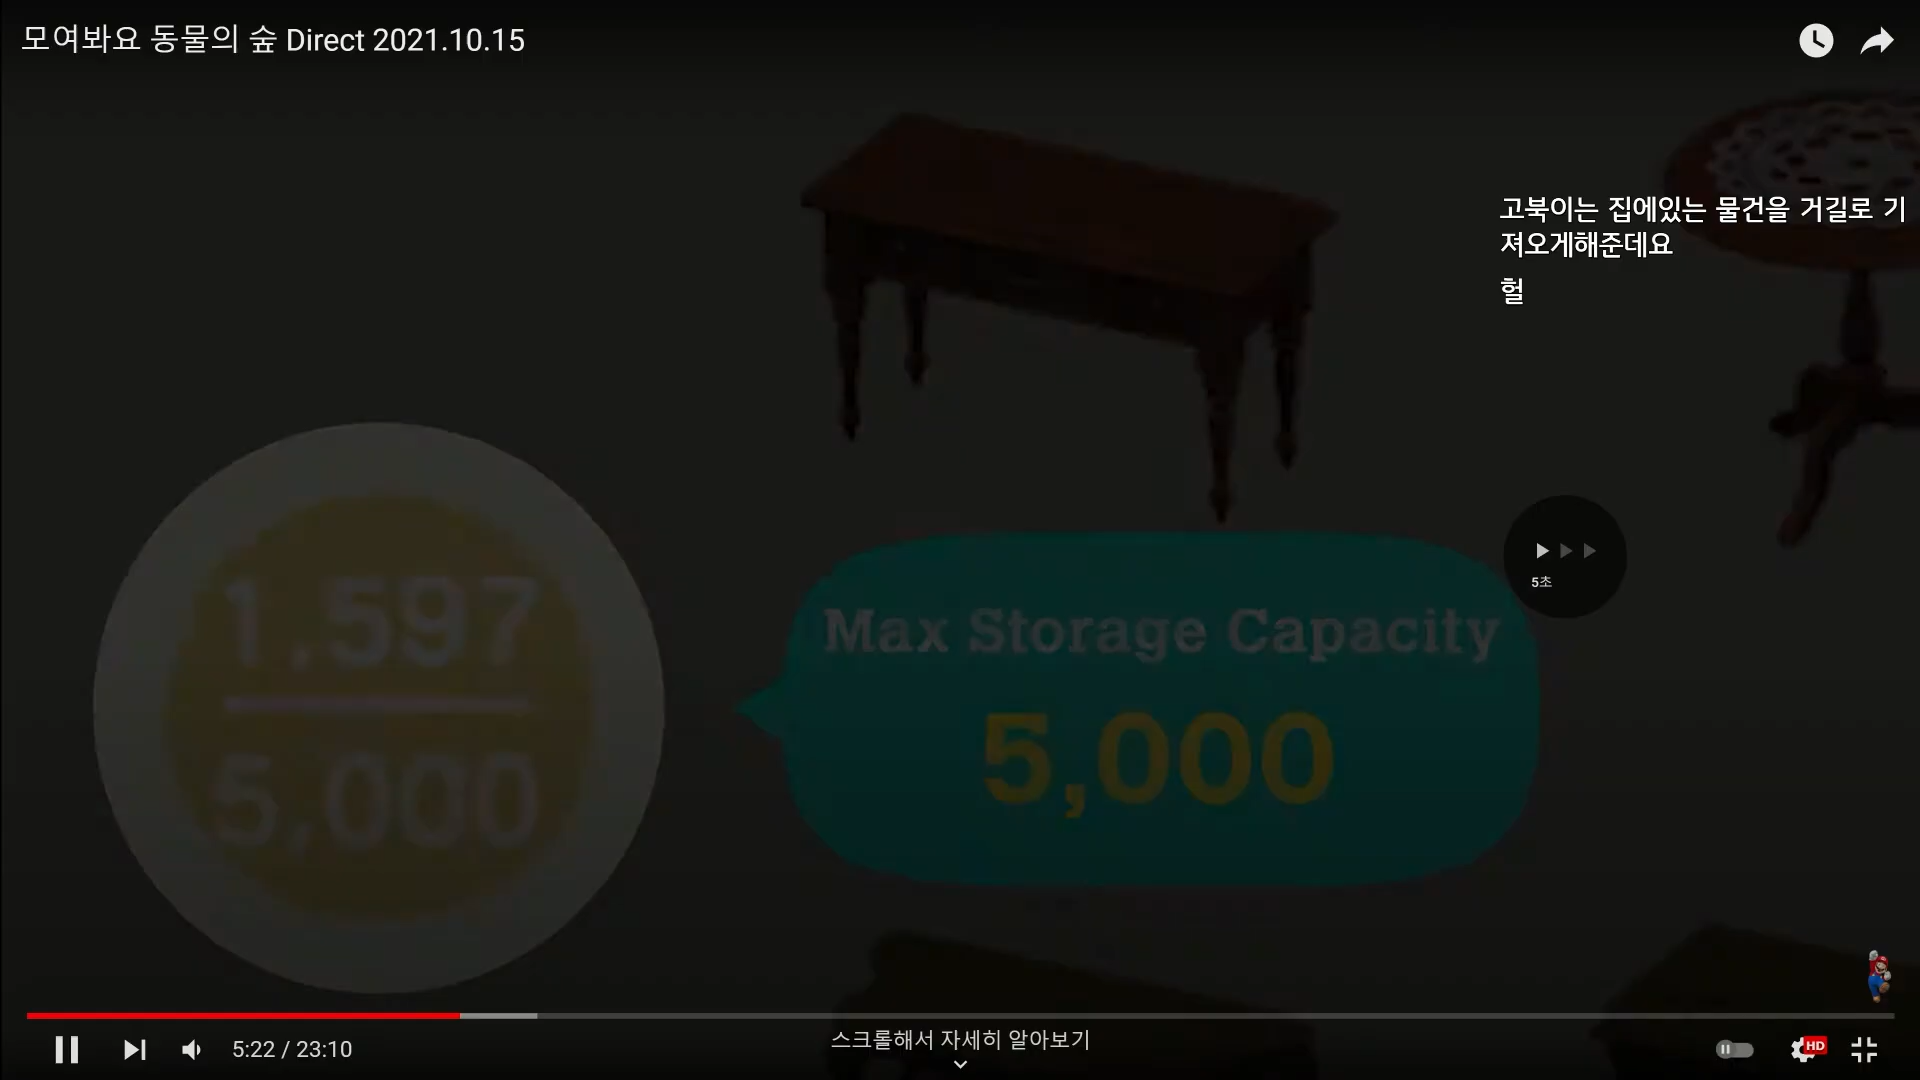 모여봐요 동물의 숲 Direct 2021.10.15
고북이는 집에있는 물건을 거길로 기
져오게해준데요
헐
5초
1,597
5,000
Max Storage Capacity
5,000
5:22 / 23:10
스크롤해서 자세히 알아보기
HD